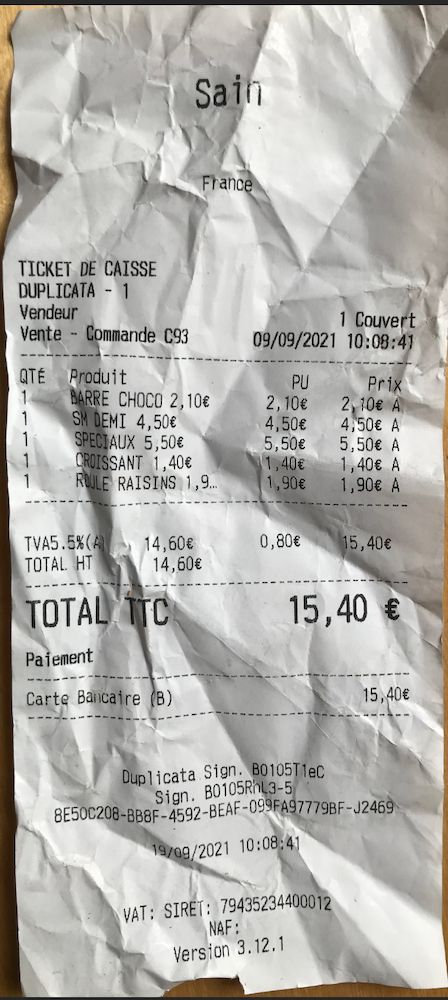 Sain
France
TICKET DE CAISSE
DUPLICATA - 1
Vendeur 1 Couvert
Vente - Commande C93 09/09/2021 10:08:41
QTÉ Produit PU Prix
1 BARRE CHOCO 2,10€ 2,10€ 2,10€ A
1 SM DEMI 4,50€ 4,50€ 4,50€ A
1 SPECIAUX 5,50€ 5,50€ 5,50€ A
1 CROISSANT 1,40€ 1,40€ 1,40€ A
1 ROULE RAISINS 1,9… 1,90€ 1,90€ A
TVA5.5%(A) 14,60€ 0,80€ 15,40€
TOTAL HT 14,60€
TOTAL TTC 15,40 €
Paiement
Carte Bancaire (B) 15,40€
Duplicata Sign. B0105T1eC
Sign. B0105RhL3-5
8E50C208-BB8F-4592-BEAF-099FA97779BF-J2469
19/09/2021 10:08:41
VAT: SIRET: 79435234400012
NAF:
Version 3.12.1